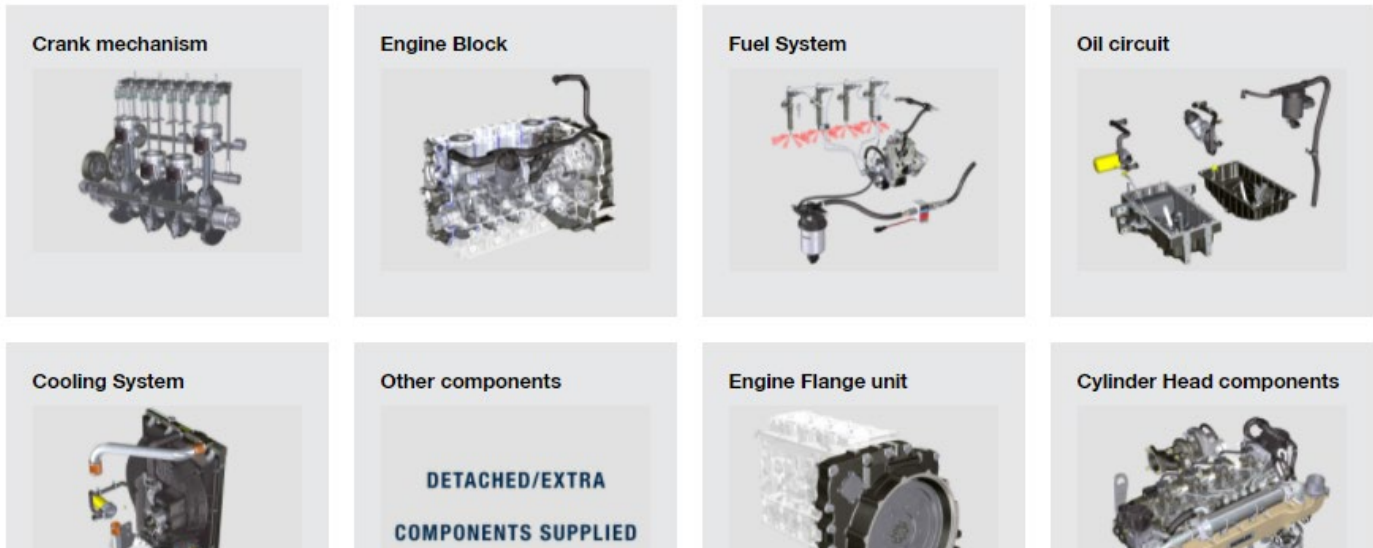 Crank mechanism
Engine Block
Fuel System
Oil circuit
Cooling System
Other components
Engine Flange unit
Cylinder Head components
DETACHED/EXTRA
COMPONENTS SUPPLIED